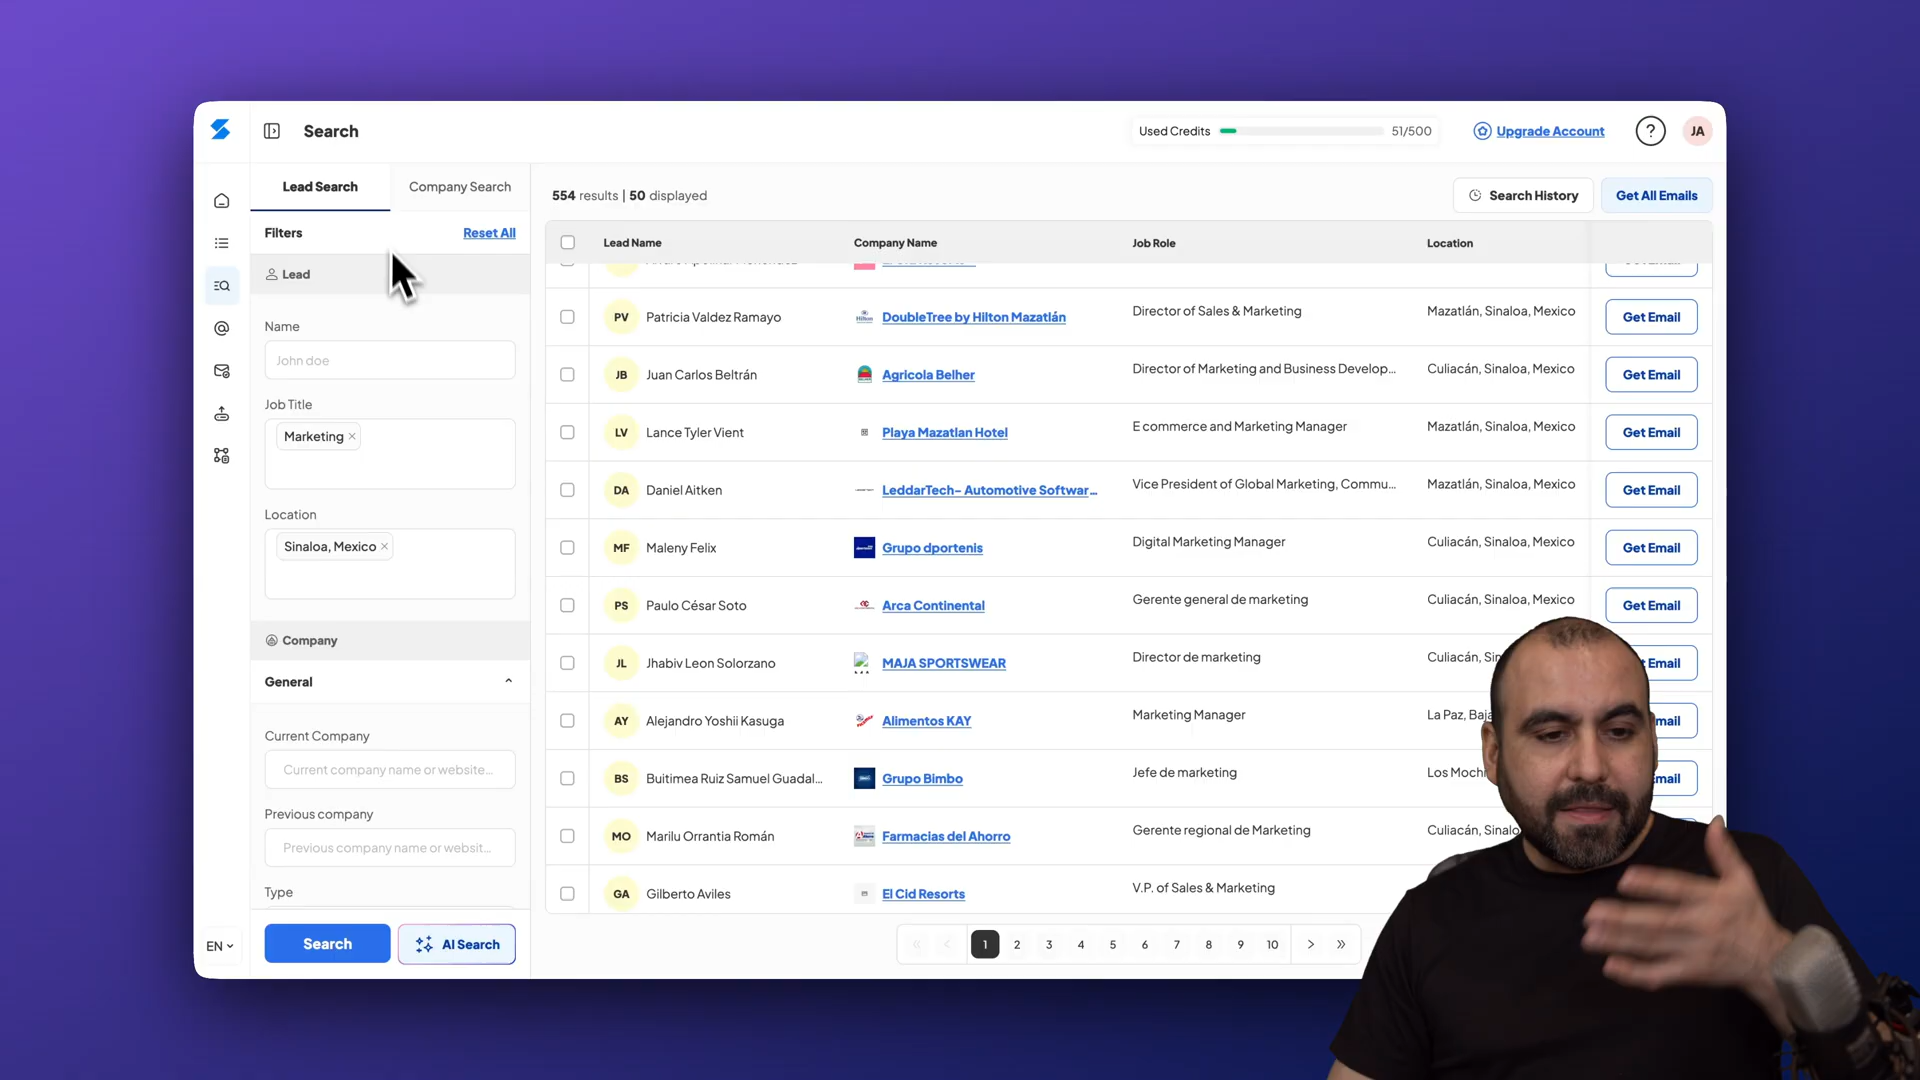 Search
Used Credits
51/500
Upgrade Account
?
JA
Lead Search
Company Search
Filters
Reset All
Lead
Name
John doe
Job Title
Marketing
Location
Sinaloa, Mexico
Company
General
Current Company
Current company name or website...
Previous company
Previous company name or websit...
Type
Search
AI Search
EN
554 results | 50 displayed
Search History
Get All Emails
Lead Name
Company Name
Job Role
Location
PV Patricia Valdez Ramayo DoubleTree by Hilton Mazatlán Director of Sales & Marketing Mazatlán, Sinaloa, Mexico Get Email
JB Juan Carlos Beltrán Agricola Belher Director of Marketing and Business Develop... Culiacán, Sinaloa, Mexico Get Email
LV Lance Tyler Vient Playa Mazatlan Hotel E commerce and Marketing Manager Mazatlán, Sinaloa, Mexico Get Email
DA Daniel Aitken LeddarTech- Automotive Softwar... Vice President of Global Marketing, Commu... Mazatlán, Sinaloa, Mexico Get Email
MF Maleny Felix Grupo dportenis Digital Marketing Manager Culiacán, Sinaloa, Mexico Get Email
PS Paulo César Soto Arca Continental Gerente general de marketing Culiacán, Sinaloa, Mexico Get Email
JL Jhabiv Leon Solorzano MAJA SPORTSWEAR Director de marketing Culiacán, Email
AY Alejandro Yoshii Kasuga Alimentos KAY Marketing Manager La Paz,
BS Buitimea Ruiz Samuel Guadal... Grupo Bimbo Jefe de marketing Los
MO Marilu Orrantia Román Farmacias del Ahorro Gerente regional de Marketing Culiacán,
GA Gilberto Aviles El Cid Resorts V.P. of Sales & Marketing
1 2 3 4 5 6 7 8 9 10